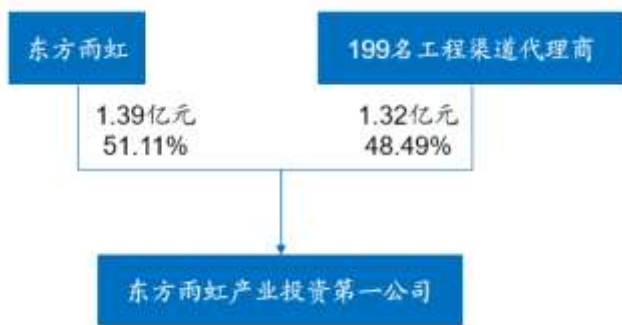 东方雨虹
199名工程渠道代理商
1.39亿元
51.11%
1.32亿元
48.49%
东方雨虹产业投资第一公司